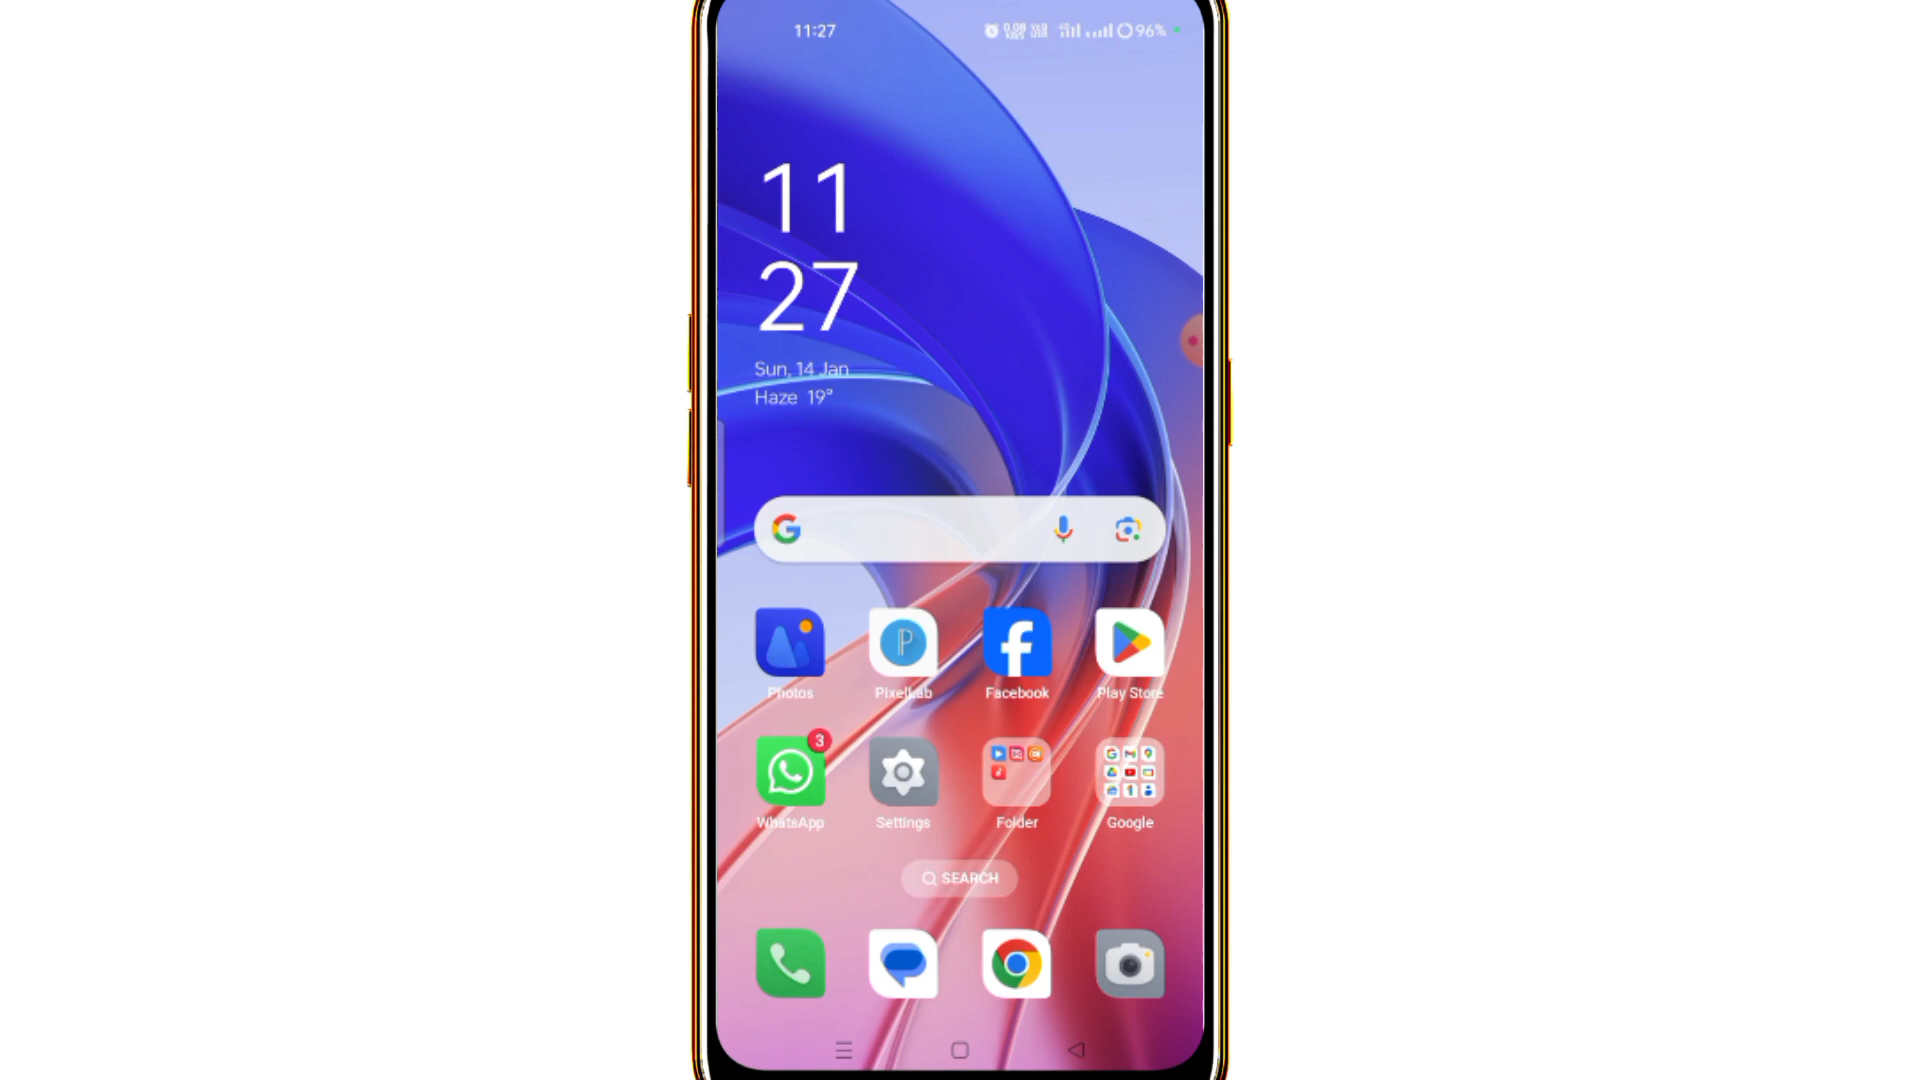 11:27
96%
11
27
Sun, 14 Jan
Haze 19°
Photos
PixelLab
Facebook
Play Store
3
WhatsApp
Settings
Folder
Google
SEARCH